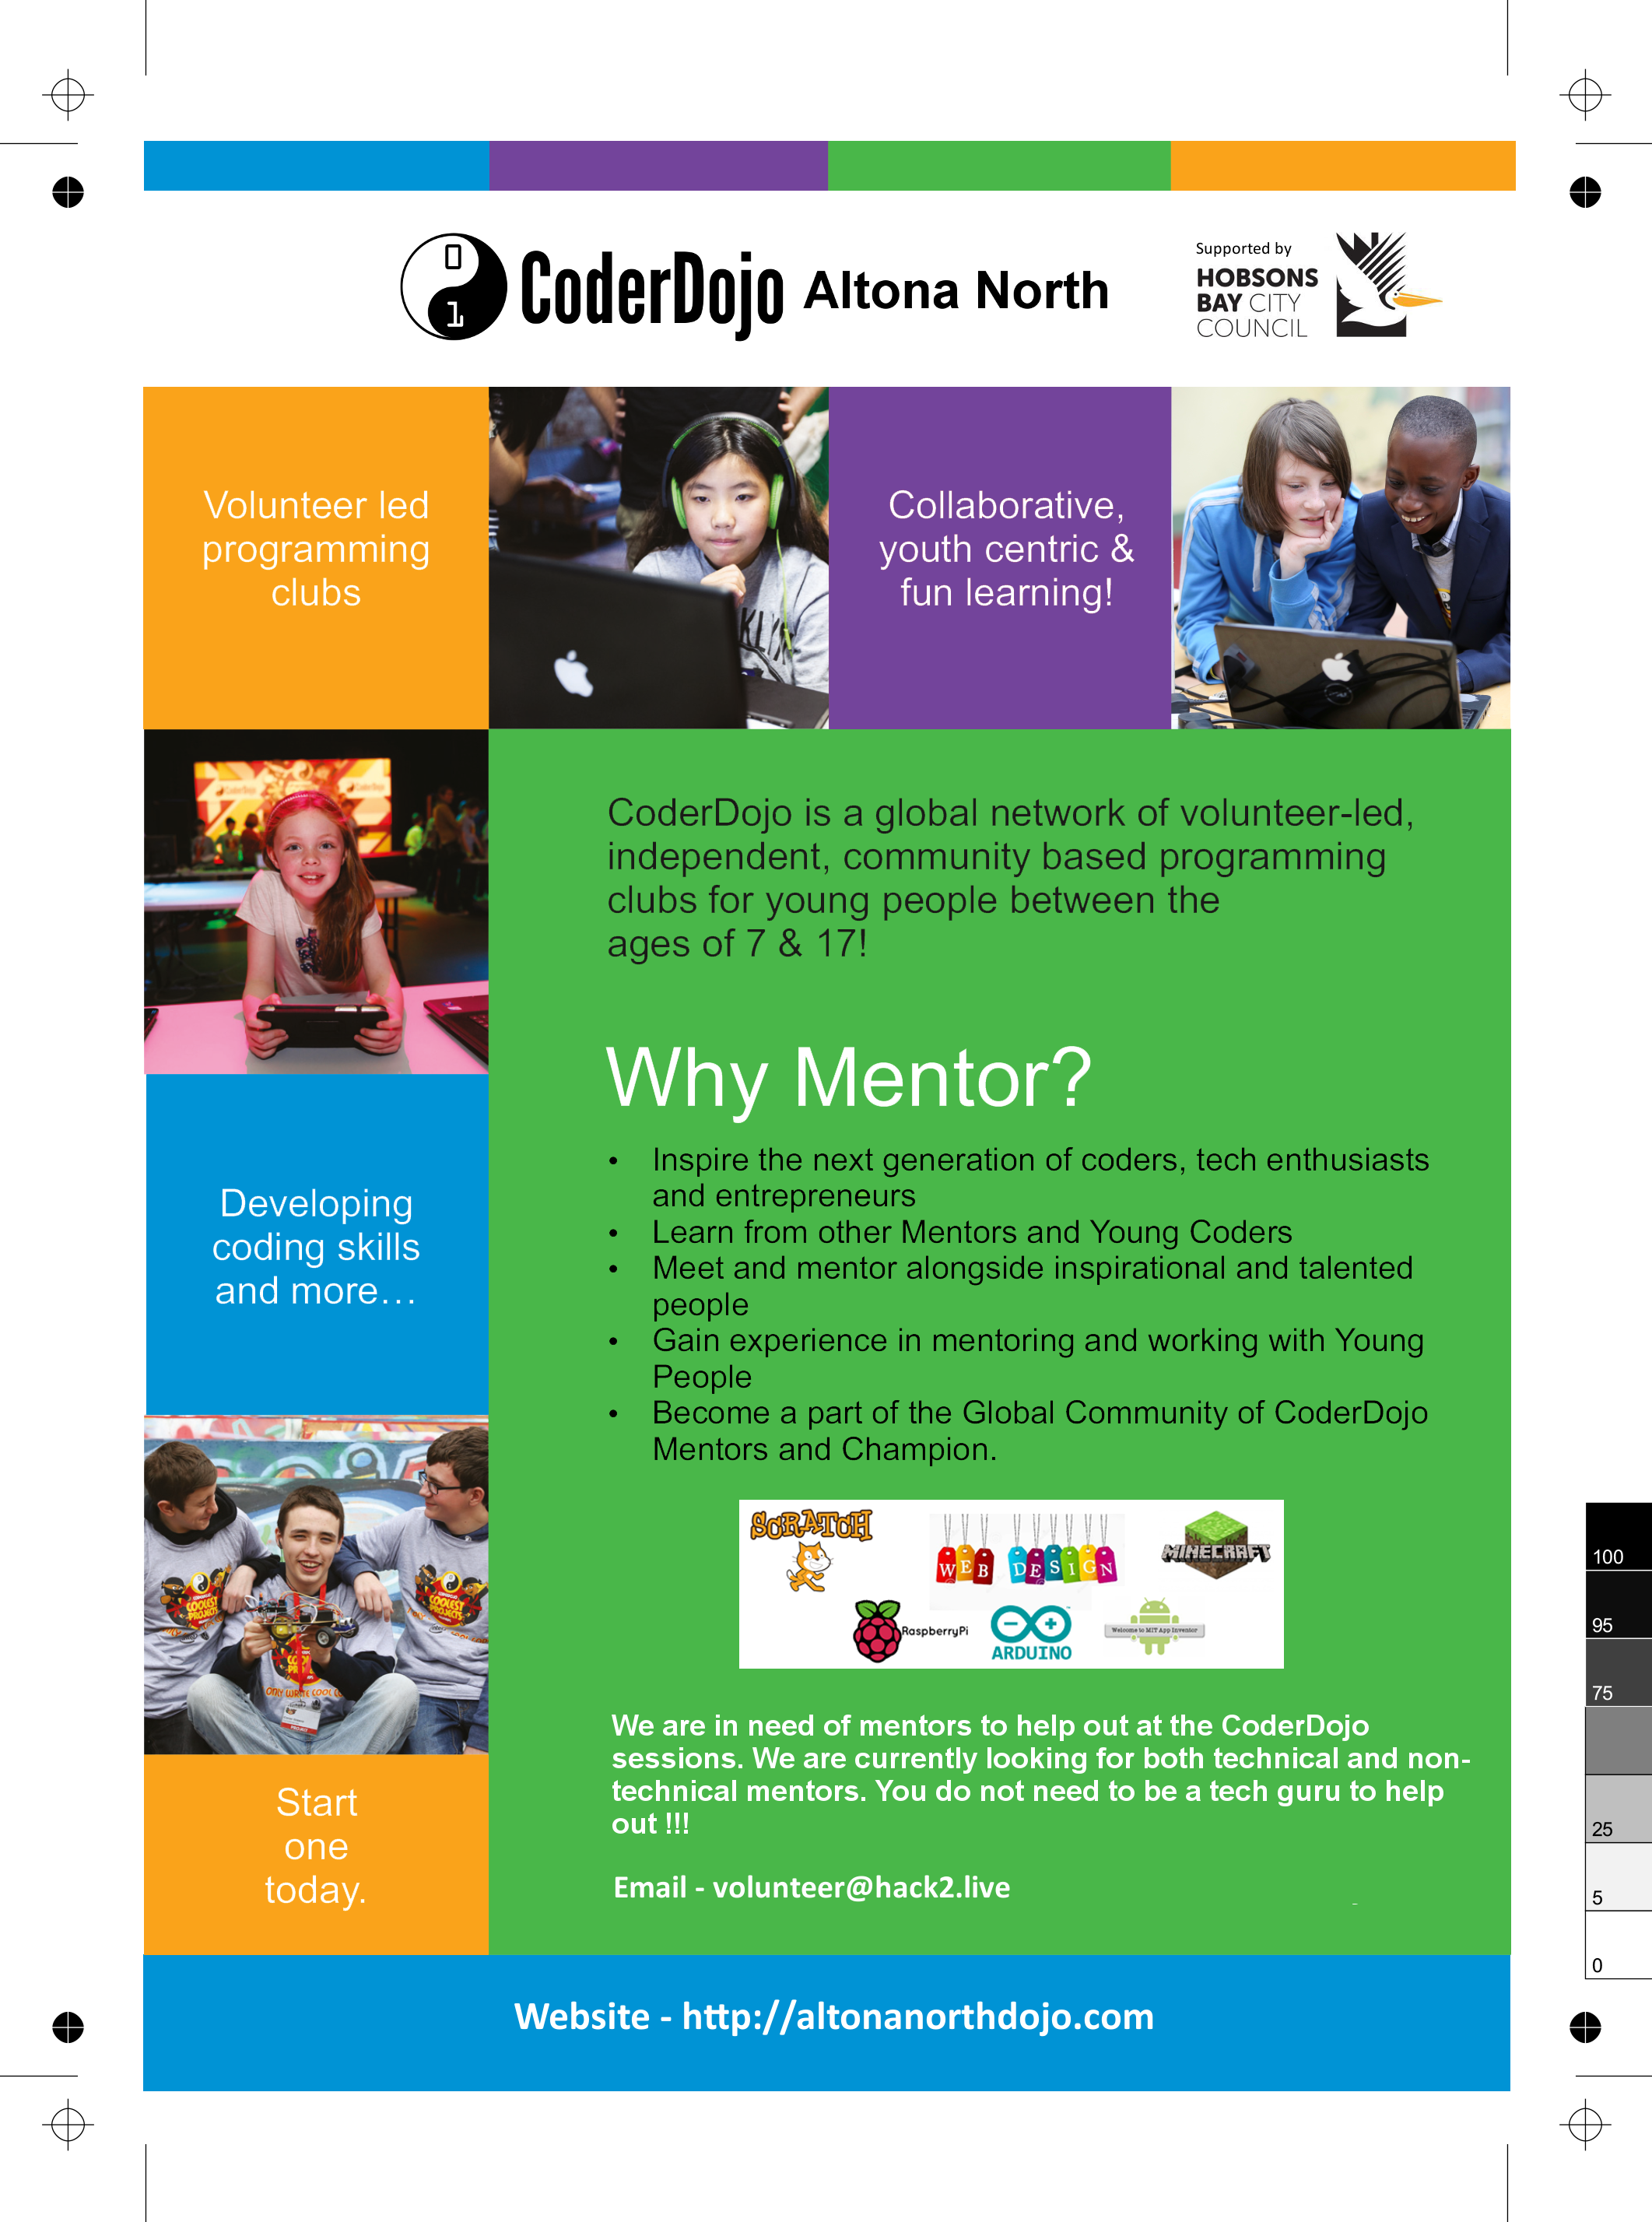 0
1
CoderDojo Altona North
Supported by
HOBSONS
BAY CITY
COUNCIL
Volunteer led
programming
clubs
Collaborative,
youth centric &
fun learning!
CoderDojo is a global network of volunteer-led,
independent, community based programming
clubs for young people between the
ages of 7 & 17!
Why Mentor?
• Inspire the next generation of coders, tech enthusiasts
and entrepreneurs
• Learn from other Mentors and Young Coders
• Meet and mentor alongside inspirational and talented
people
• Gain experience in mentoring and working with Young
People
• Become a part of the Global Community of CoderDojo
Mentors and Champion.
Developing
coding skills
and more…
SCRATCH
WEB DESIGN
MINECRAFT
RaspberryPi
ARDUINO
Welcome to MIT App Inventor
COOLEST
PROJECTS
COOLEST
PROJECTS
We are in need of mentors to help out at the CoderDojo
sessions. We are currently looking for both technical and non-
technical mentors. You do not need to be a tech guru to help
out !!!
Email - volunteer@hack2.live
Start
one
today.
Website - http://altonanorthdojo.com
100
95
75
25
5
0